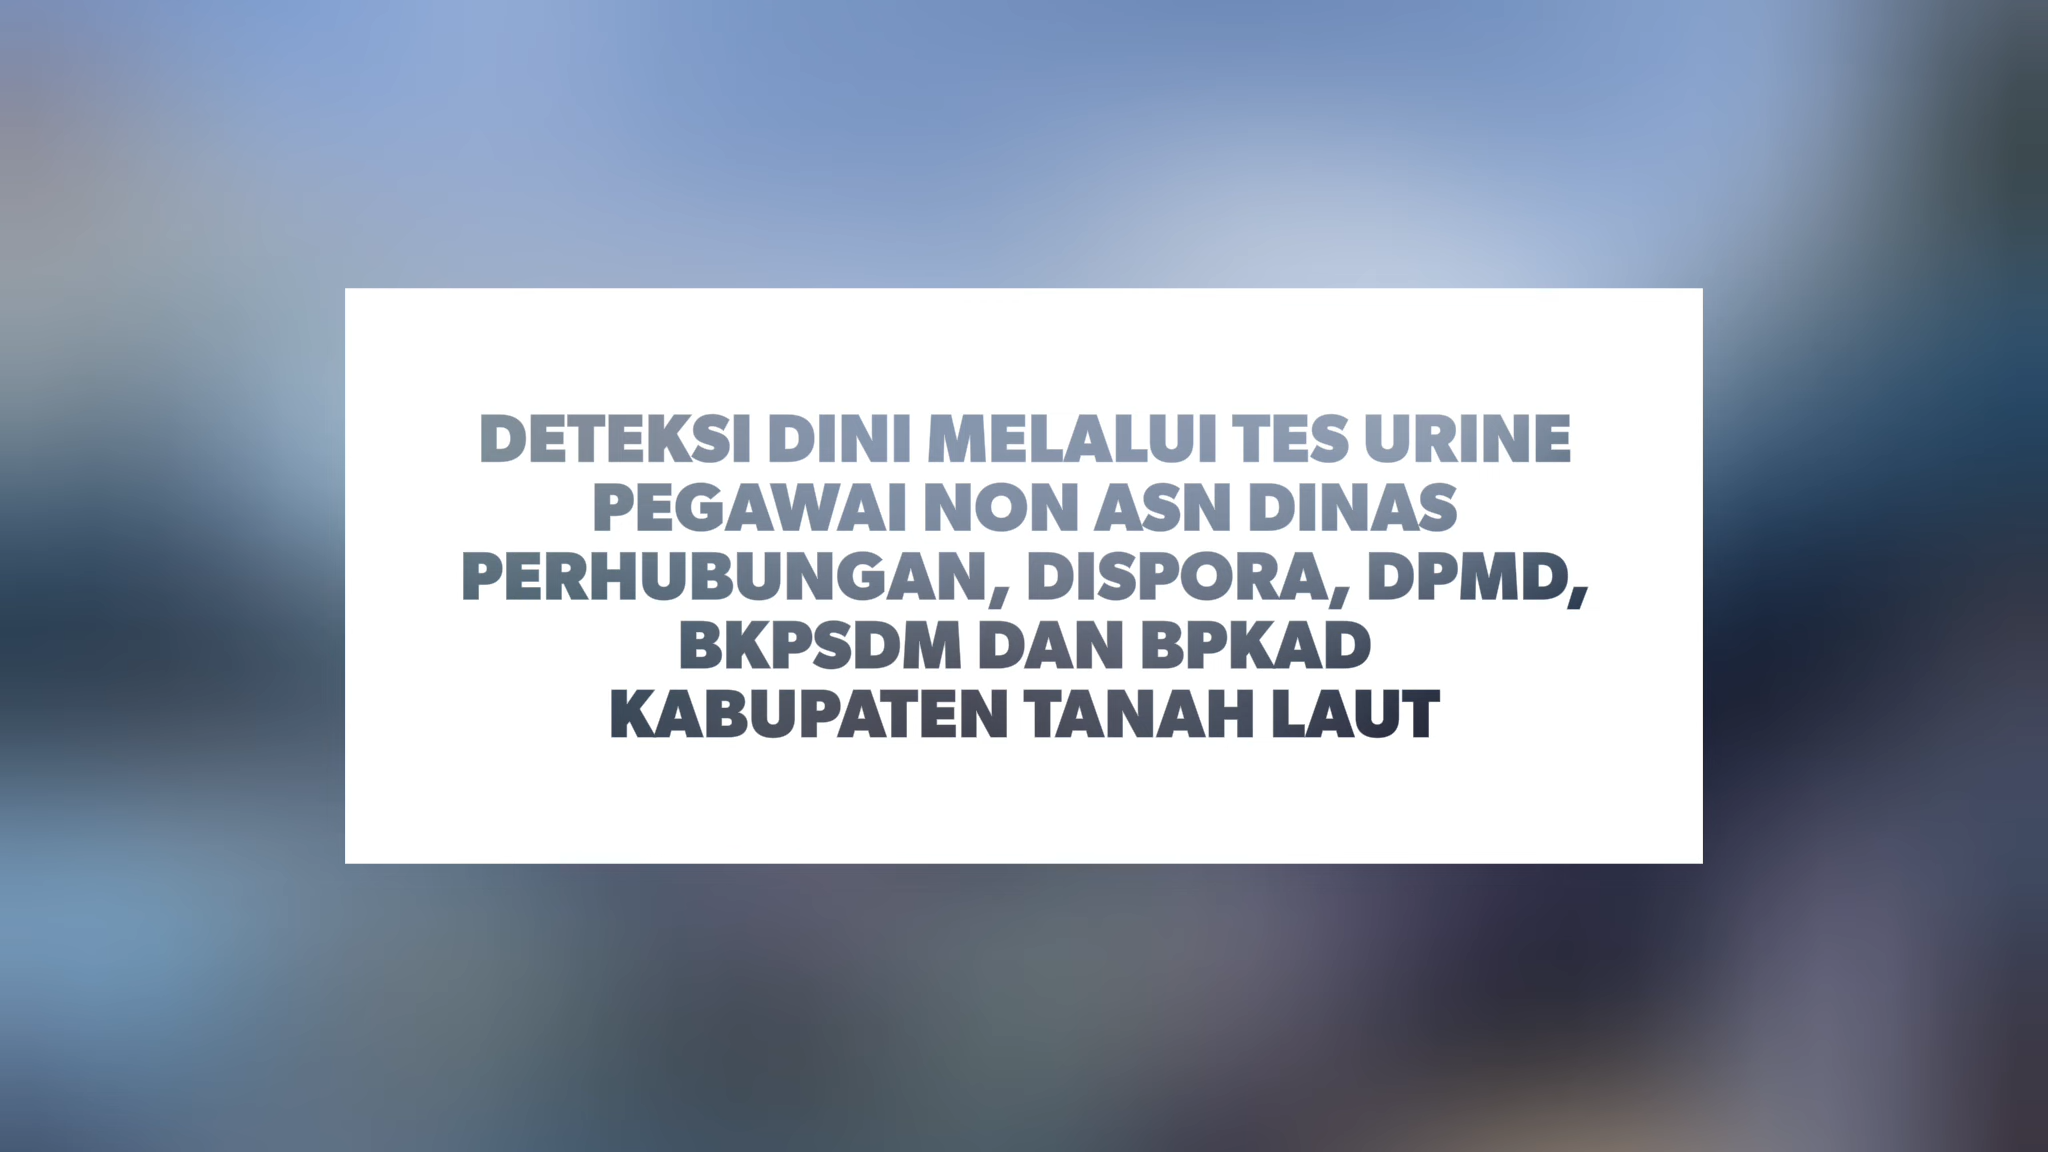 DETEKSI DINI MELALUI TES URINE
PEGAWAI NON ASN DINAS
PERHUBUNGAN, DISPORA, DPMD,
BKPSDM DAN BPKAD
KABUPATEN TANAH LAUT